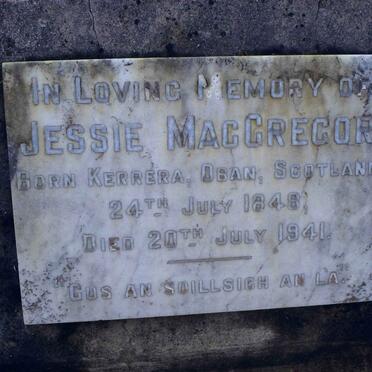 IN LOVING MEMORY OF
JESSIE MACGREGOR
BORN KERRERA, OBAN, SCOTLAND
24TH JULY 1848,
DIED 20TH JULY 1941.
"GUS AN SOILLSICH AN LA."